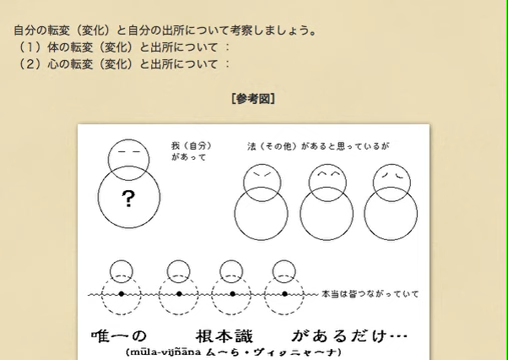 自分の転変（変化）と自分の出所について考察しましょう。
（1）体の転変（変化）と出所について：
（2）心の転変（変化）と出所について：
［参考図］
我（自分）
があって
法（その他）があると思っているが
?
本当は皆つながっていて
唯一の　根本識　があるだけ…
(mūla-vijñāna ムーら・ヴィジニャーナ)